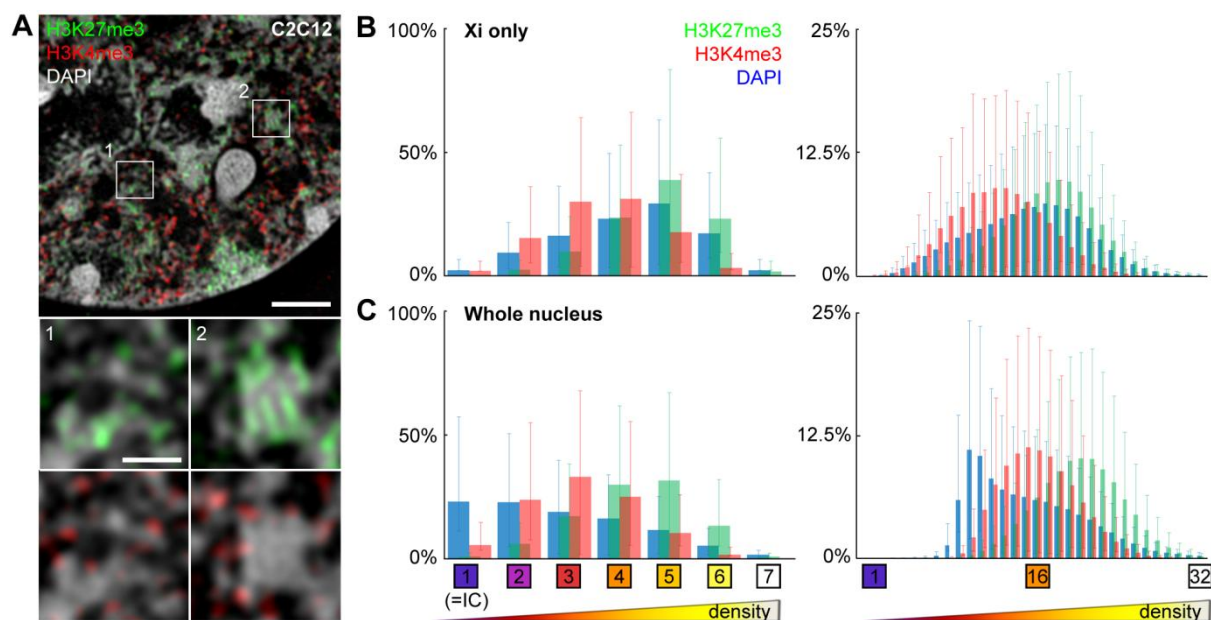 A
H3K27me3
C2C12
H3K4me3
DAPI
1
2
1
2
B
Xi only
H3K27me3
H3K4me3
DAPI
100%
50%
0%
25%
12.5%
0%
C
Whole nucleus
100%
50%
0%
1 2 3 4 5 6 7
(=IC)
density
25%
12.5%
0%
1 16 32
density